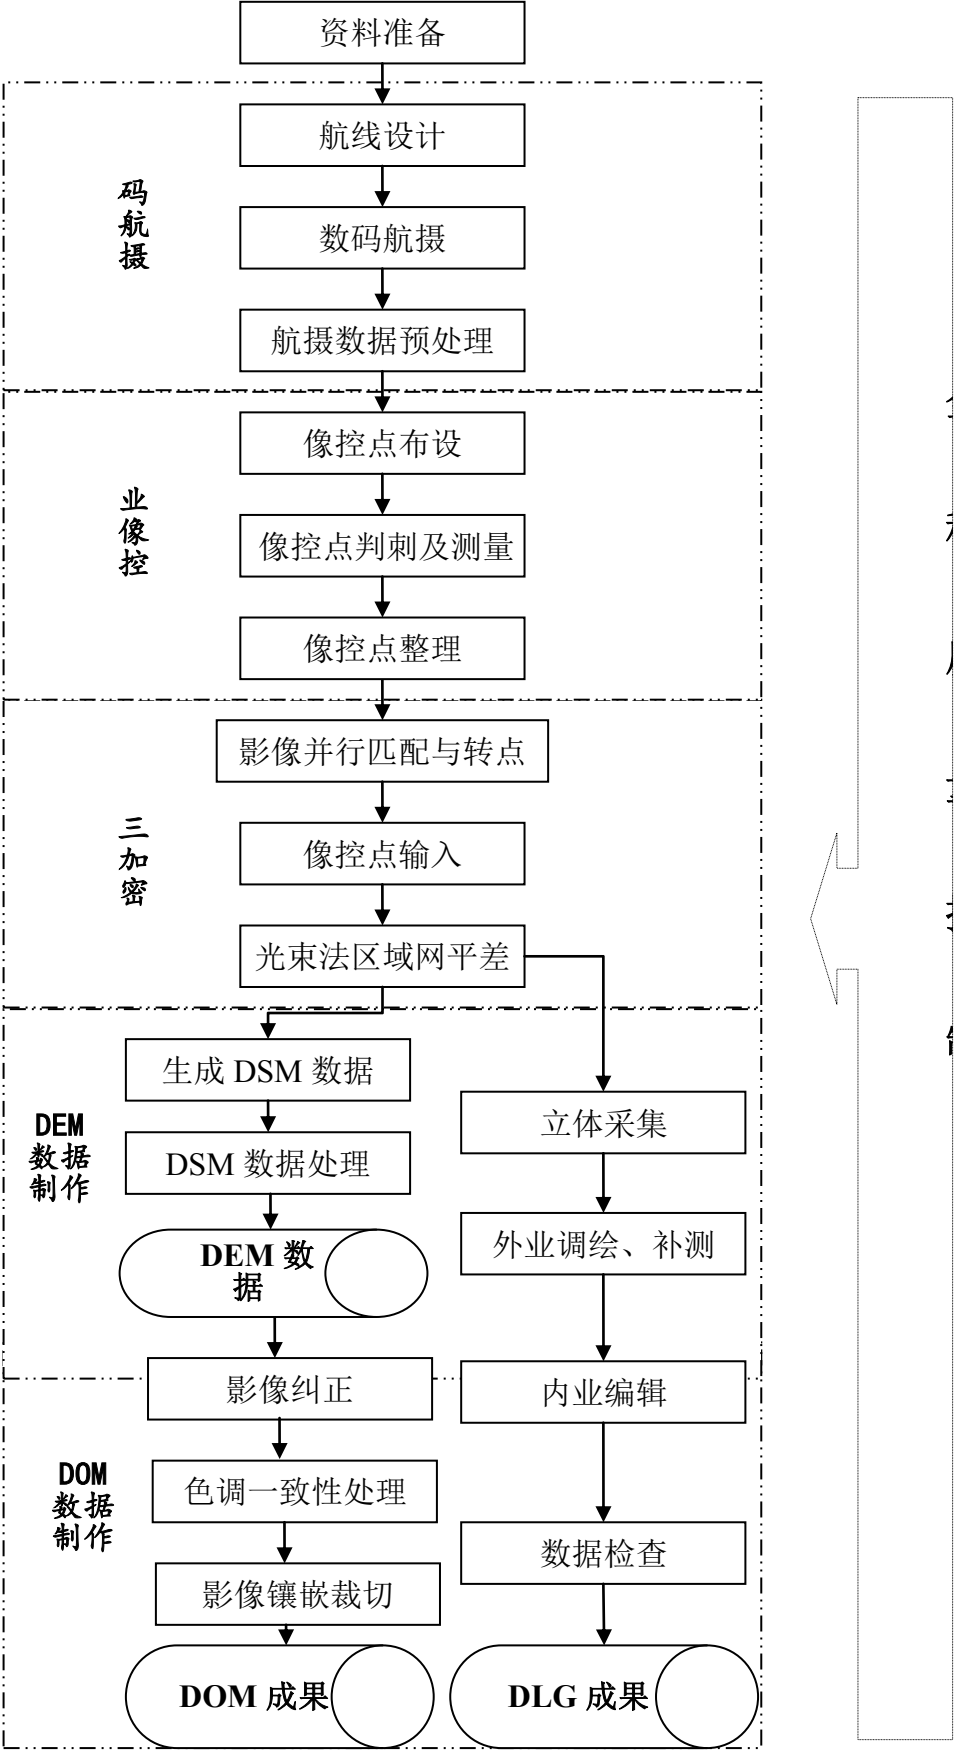 资料准备
码
航
摄
航线设计
数码航摄
航摄数据预处理
业
像
控
像控点布设
像控点判刺及测量
像控点整理
三
加
密
影像并行匹配与转点
像控点输入
光束法区域网平差
DEM
数据
制作
生成 DSM 数据
DSM 数据处理
DEM 数
据
立体采集
外业调绘、补测
内业编辑
数据检查
DLG 成果
DOM
数据
制作
影像纠正
色调一致性处理
影像镶嵌裁切
DOM 成果